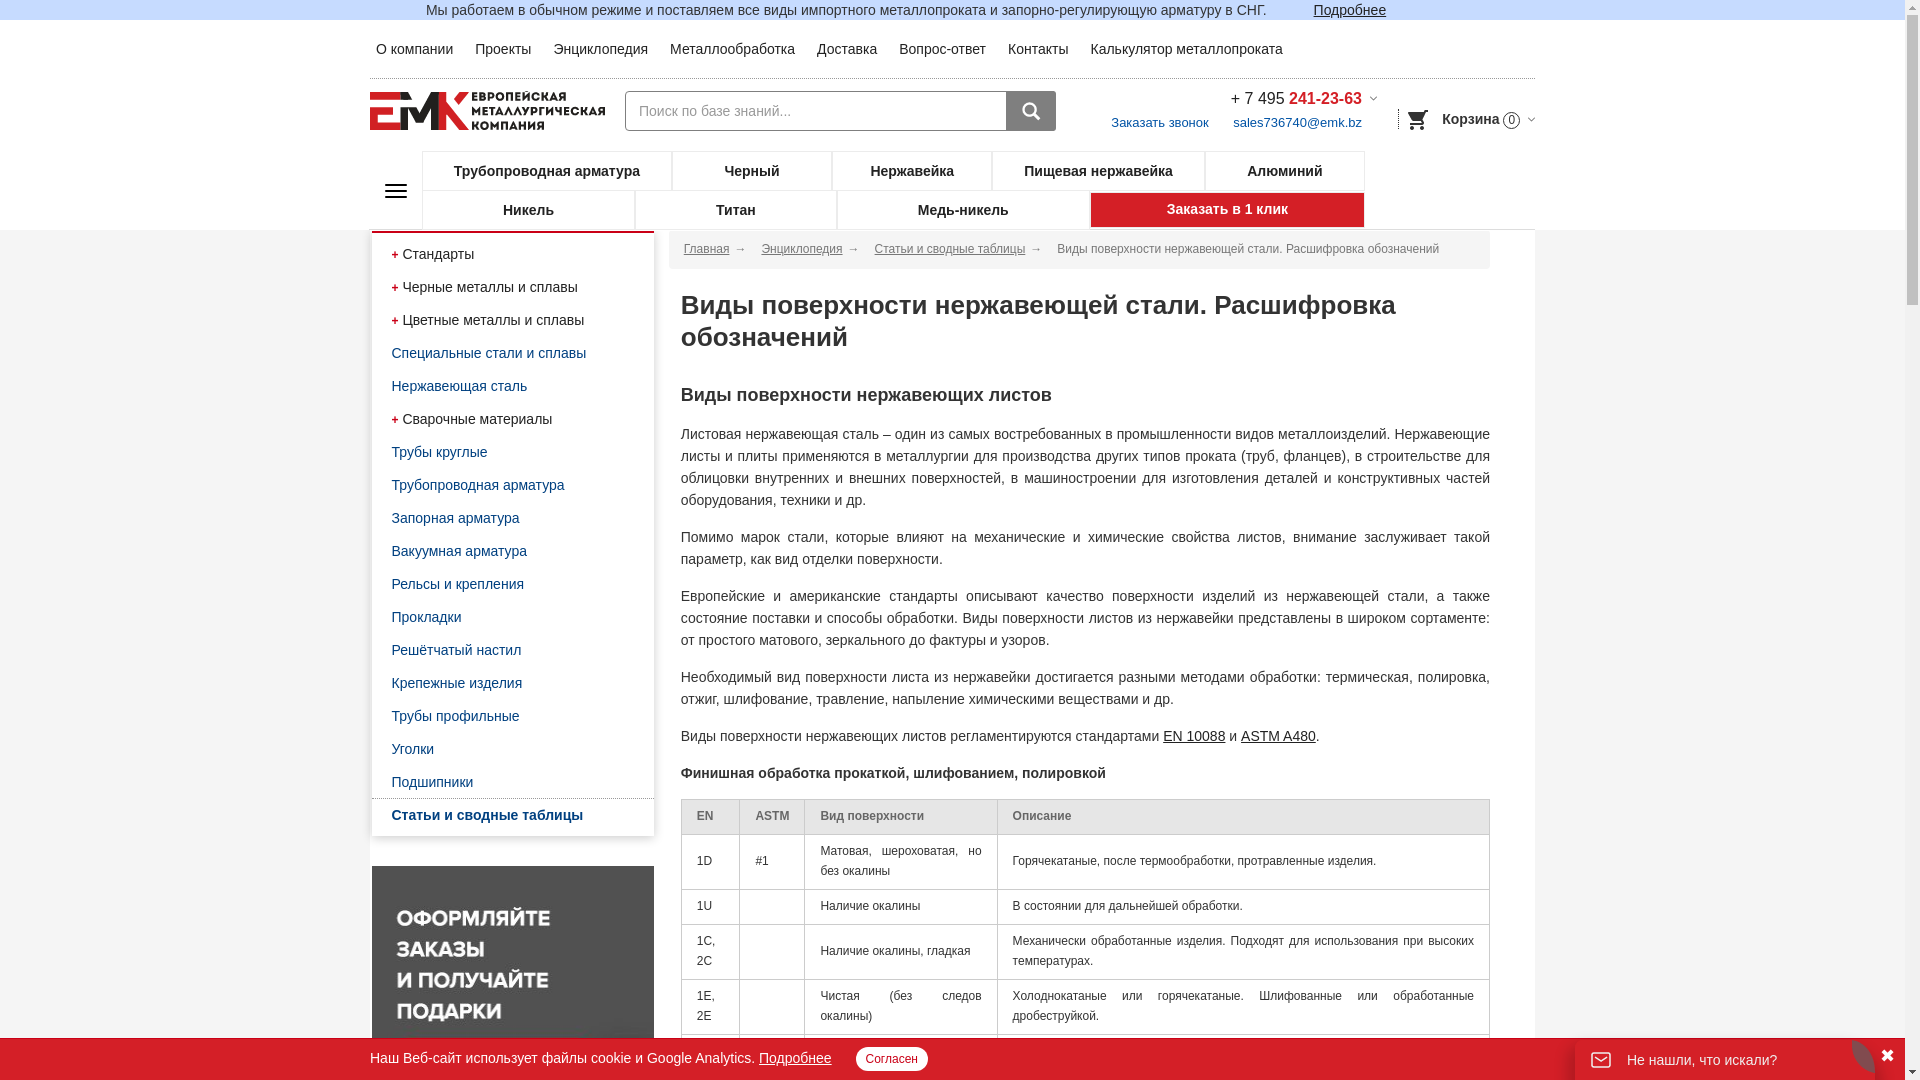 Мы работаем в обычном режиме и поставляем все виды импортного металлопроката и запорно-регулирующую арматуру в СНГ. Подробнее
О компании Проекты Энциклопедия Металлообработка Доставка Вопрос-ответ Контакты Калькулятор металлопроката
ЕМК ЕВРОПЕЙСКАЯ
МЕТАЛЛУРГИЧЕСКАЯ
КОМПАНИЯ
Поиск по базе знаний...
+ 7 495 241-23-63
Заказать звонок sales736740@emk.bz
Корзина 0
Трубопроводная арматура Черный Нержавейка Пищевая нержавейка Алюминий
Никель Титан Медь-никель Заказать в 1 клик
+ Стандарты
+ Черные металлы и сплавы
+ Цветные металлы и сплавы
Специальные стали и сплавы
Нержавеющая сталь
+ Сварочные материалы
Трубы круглые
Трубопроводная арматура
Запорная арматура
Вакуумная арматура
Рельсы и крепления
Прокладки
Решётчатый настил
Крепежные изделия
Трубы профильные
Уголки
Подшипники
Статьи и сводные таблицы
ОФОРМЛЯЙТЕ
ЗАКАЗЫ
И ПОЛУЧАЙТЕ
ПОДАРКИ
Главная → Энциклопедия → Статьи и сводные таблицы → Виды поверхности нержавеющей стали. Расшифровка обозначений
Виды поверхности нержавеющей стали. Расшифровка
обозначений
Виды поверхности нержавеющих листов
Листовая нержавеющая сталь – один из самых востребованных в промышленности видов металлоизделий. Нержавеющие
листы и плиты применяются в металлургии для производства других типов проката (труб, фланцев), в строительстве для
облицовки внутренних и внешних поверхностей, в машиностроении для изготовления деталей и конструктивных частей
оборудования, техники и др.
Помимо марок стали, которые влияют на механические и химические свойства листов, внимание заслуживает такой
параметр, как вид отделки поверхности.
Европейские и американские стандарты описывают качество поверхности изделий из нержавеющей стали, а также
состояние поставки и способы обработки. Виды поверхности листов из нержавейки представлены в широком сортаменте:
от простого матового, зеркального до фактуры и узоров.
Необходимый вид поверхности листа из нержавейки достигается разными методами обработки: термическая, полировка,
отжиг, шлифование, травление, напыление химическими веществами и др.
Виды поверхности нержавеющих листов регламентируются стандартами EN 10088 и ASTM A480.
Финишная обработка прокаткой, шлифованием, полировкой
EN ASTM Вид поверхности Описание
1D #1 Матовая, шероховатая, но
без окалины Горячекатаные, после термообработки, протравленные изделия.
1U Наличие окалины В состоянии для дальнейшей обработки.
1C,
2C Наличие окалины, гладкая Механически обработанные изделия. Подходят для использования при высоких
температурах.
1E,
2E Чистая (без следов
окалины) Холоднокатаные или горячекатаные. Шлифованные или обработанные
дробеструйкой.
Наш Веб-сайт использует файлы cookie и Google Analytics. Подробнее Согласен
Не нашли, что искали? ✖